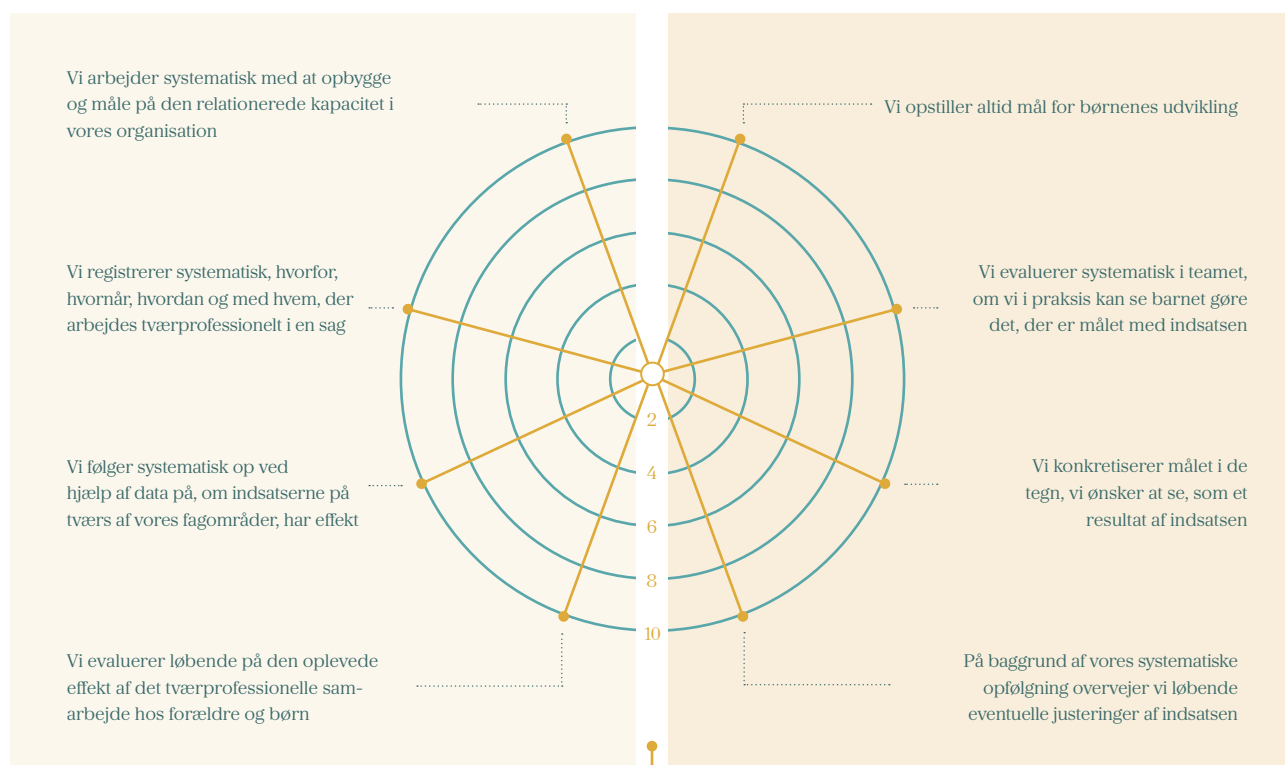 Vi arbejder systematisk med at opbygge
og måle på den relationerede kapacitet i
vores organisation
Vi registrerer systematisk, hvorfor,
hvornår, hvordan og med hvem, der
arbejdes tværprofessionelt i en sag
Vi følger systematisk op ved
hjælp af data på, om indsatserne på
tværs af vores fagområder, har effekt
Vi evaluerer løbende på den oplevede
effekt af det tværprofessionelle sam-
arbejde hos forældre og børn
2
4
6
8
10
Vi opstiller altid mål for børnenes udvikling
Vi evaluerer systematisk i teamet,
om vi i praksis kan se barnet gøre
det, der er målet med indsatsen
Vi konkretiserer målet i de
tegn, vi ønsker at se, som et
resultat af indsatsen
På baggrund af vores systematiske
opfølgning overvejer vi løbende
eventuelle justeringer af indsatsen